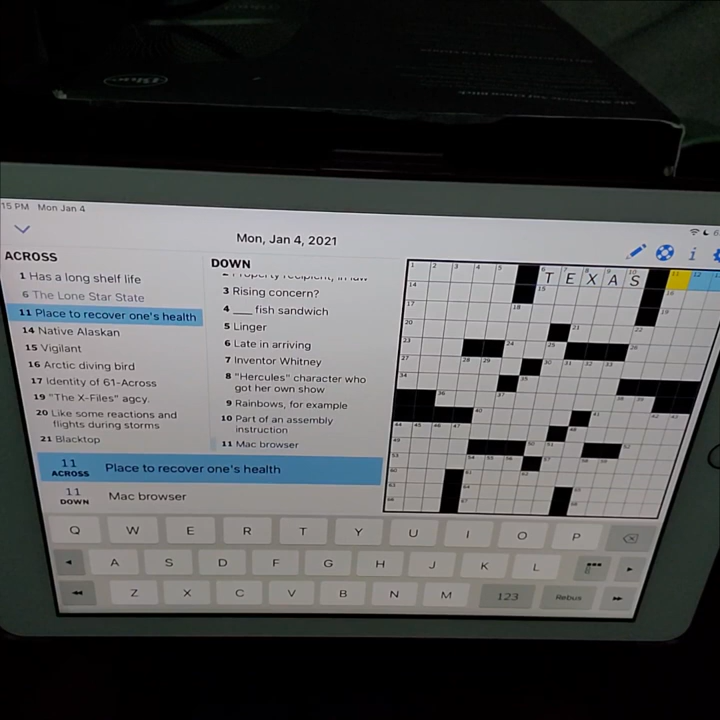 15 PM Mon Jan 4
Mon, Jan 4, 2021
ACROSS
1 Has a long shelf life
6 The Lone Star State
11 Place to recover one's health
14 Native Alaskan
15 Vigilant
16 Arctic diving bird
17 Identity of 61-Across
19 "The X-Files" agcy.
20 Like some reactions and
flights during storms
21 Blacktop
DOWN
3 Rising concern?
4 ___ fish sandwich
5 Linger
6 Late in arriving
7 Inventor Whitney
8 "Hercules" character who
got her own show
9 Rainbows, for example
10 Part of an assembly
instruction
11 Mac browser
T E X A S
11 ACROSS Place to recover one's health
11 DOWN Mac browser
Q W E R T Y U I O P
A S D F G H J K L
Z X C V B N M 123 Rebus